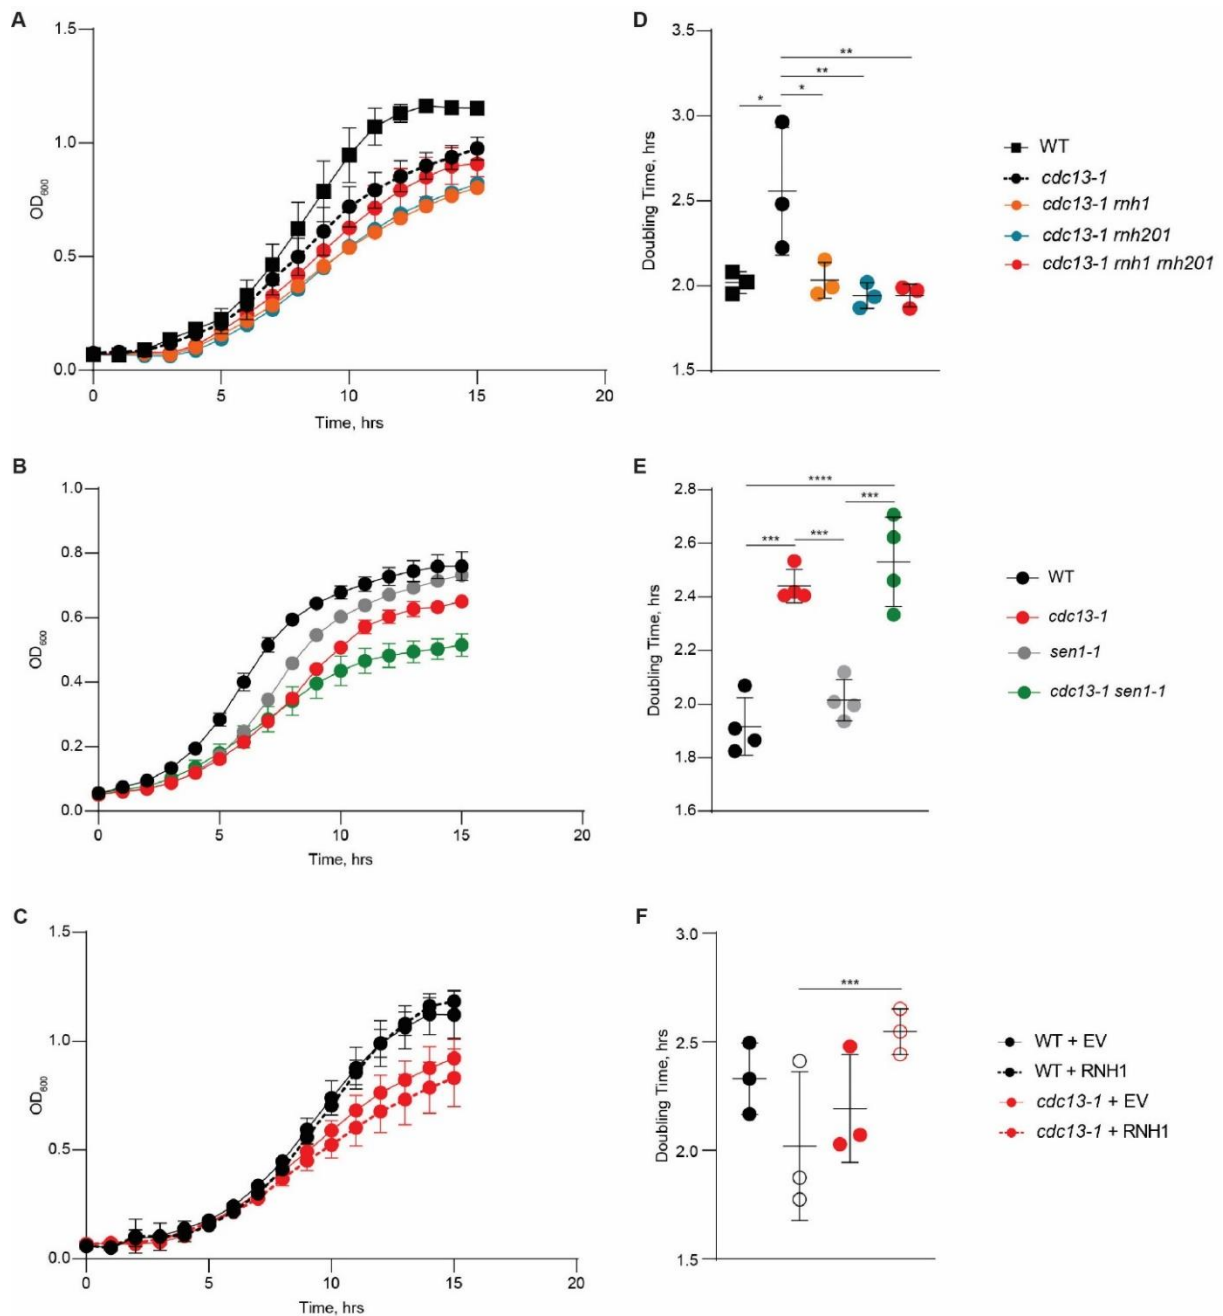 A
1.5
1.0
0.5
0.0
OD600
0 5 10 15 20
Time, hrs
D
3.5
3.0
2.5
2.0
1.5
Doubling Time, hrs
**
**
* *
WT
cdc13-1
cdc13-1 rnh1
cdc13-1 rnh201
cdc13-1 rnh1 rnh201
B
1.0
0.8
0.6
0.4
0.2
0.0
OD600
0 5 10 15 20
Time, hrs
E
2.8
2.6
2.4
2.2
2.0
1.8
1.6
Doubling Time, hrs
****
***
*** ***
WT
cdc13-1
sen1-1
cdc13-1 sen1-1
C
1.5
1.0
0.5
0.0
OD600
0 5 10 15 20
Time, hrs
F
3.0
2.5
2.0
1.5
Doubling Time, hrs
***
WT + EV
WT + RNH1
cdc13-1 + EV
cdc13-1 + RNH1